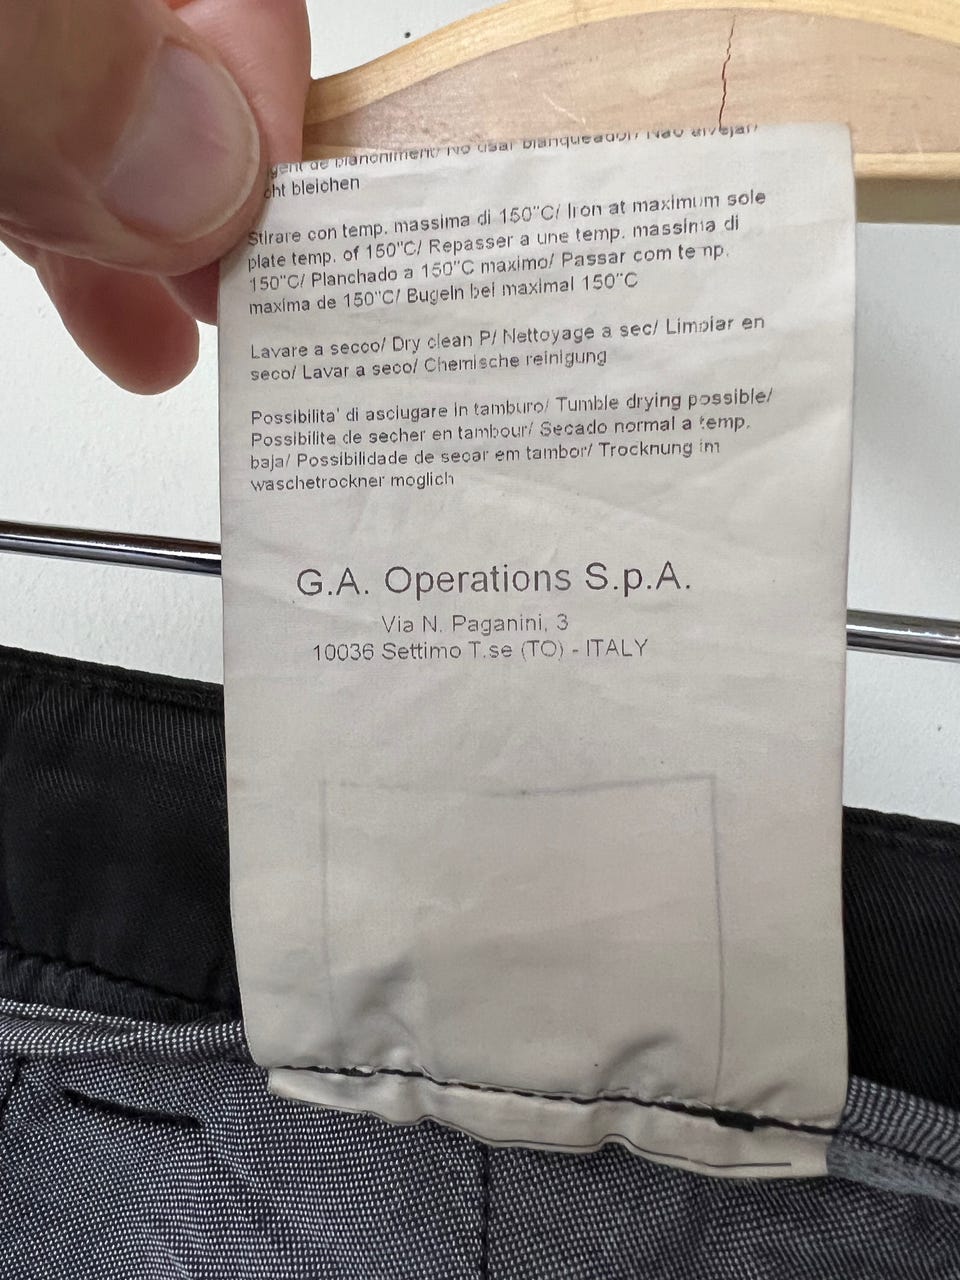 gent de blanchiment/ No usar blanqueador/ Nao alvejar/
cht bleichen
Stirare con temp. massima di 150"C/ Iron at maximum sole
plate temp. of 150"C/ Repasser a une temp. massima di
150"C/ Planchado a 150"C maximo/ Passar com temp.
maxima de 150"C/ Bugeln bei maximal 150"C
Lavare a secco/ Dry clean P/ Nettoyage a sec/ Limpiar en
seco/ Lavar a seco/ Chemische reinigung
Possibilita' di asciugare in tamburo/ Tumble drying possible/
Possibilite de secher en tambour/ Secado normal a temp.
baja/ Possibilidade de secar em tambor/ Trocknung im
waschetrockner moglich
G.A. Operations S.p.A.
Via N. Paganini, 3
10036 Settimo T.se (TO) - ITALY